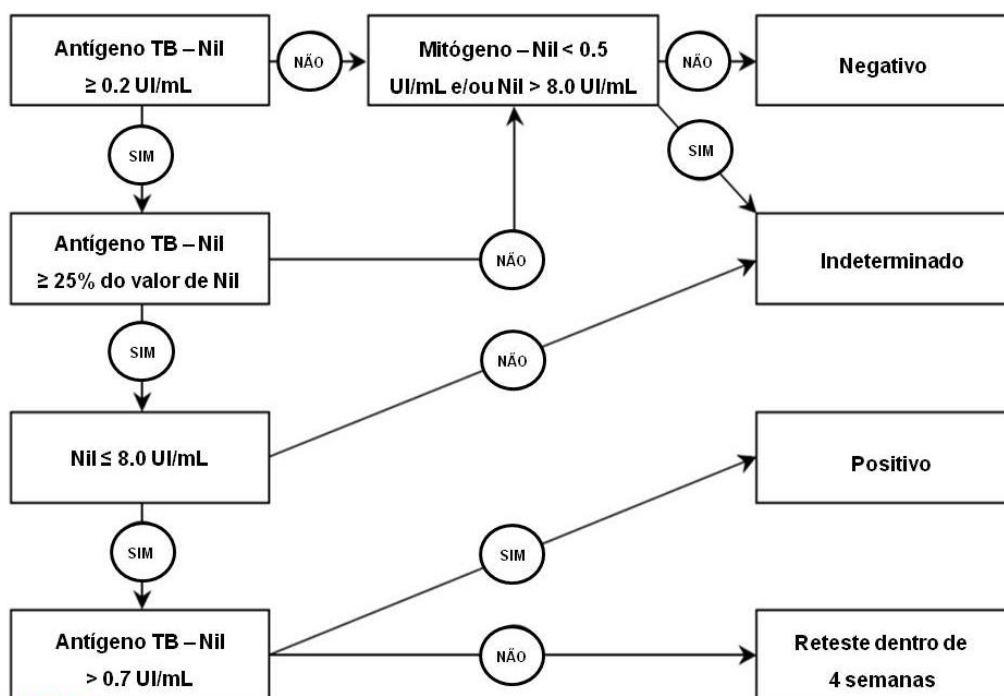 Antígeno TB – Nil
≥ 0.2 UI/mL
NÃO
Mitógeno – Nil < 0.5
UI/mL e/ou Nil > 8.0 UI/mL
NÃO
Negativo
SIM
SIM
Antígeno TB – Nil
≥ 25% do valor de Nil
NÃO
Indeterminado
SIM
NÃO
Nil ≤ 8.0 UI/mL
Positivo
SIM
SIM
Antígeno TB – Nil
> 0.7 UI/mL
NÃO
Reteste dentro de
4 semanas